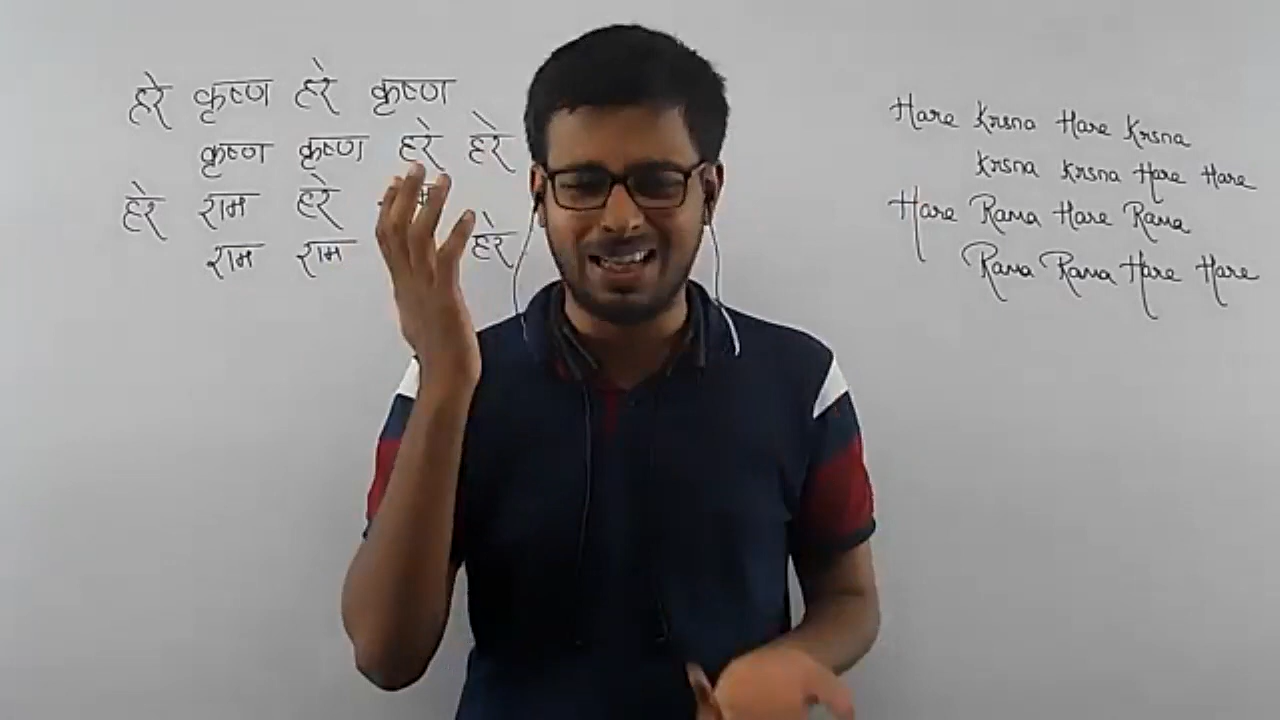 हरे कृष्ण हरे कृष्ण
कृष्ण कृष्ण हरे हरे
हरे राम हरे
राम राम हरे
Hare Krsna Hare Krsna
Krsna Krsna Hare Hare
Hare Rama Hare Rama
Rama Rama Hare Hare